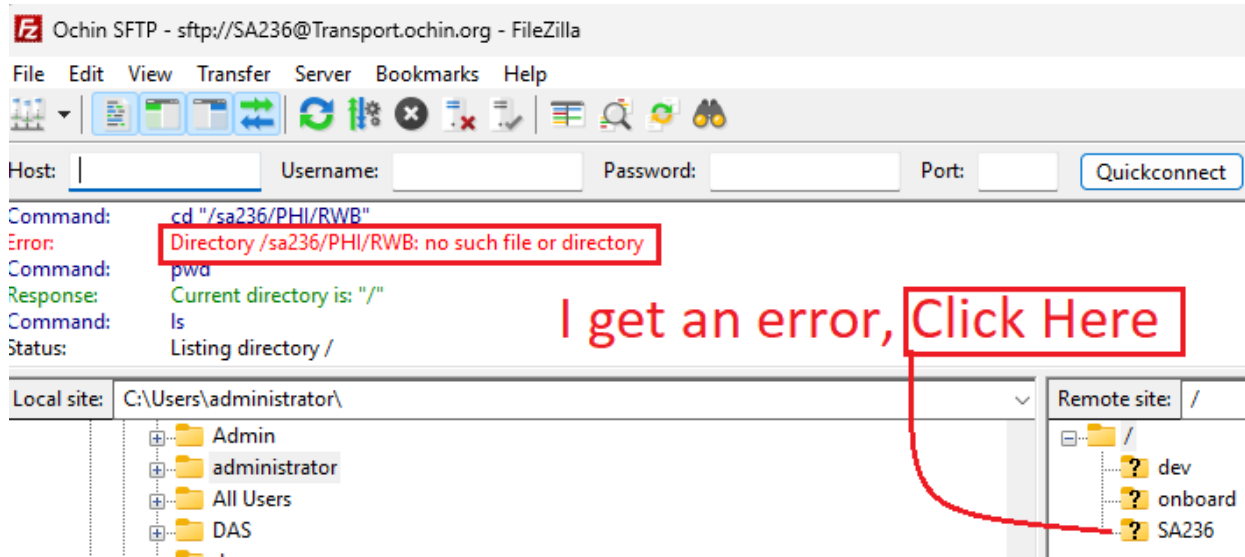 Ochin SFTP - sftp://SA236@Transport.ochin.org - FileZilla
File Edit View Transfer Server Bookmarks Help
Host: Username: Password: Port: Quickconnect
Command: cd "/sa236/PHI/RWB"
Error: Directory /sa236/PHI/RWB: no such file or directory
Command: pwd
Response: Current directory is: "/"
Command: ls
Status: Listing directory /
I get an error, Click Here
Local site: C:\Users\administrator\
Remote site: /
Admin
administrator
All Users
DAS
/
dev
onboard
SA236